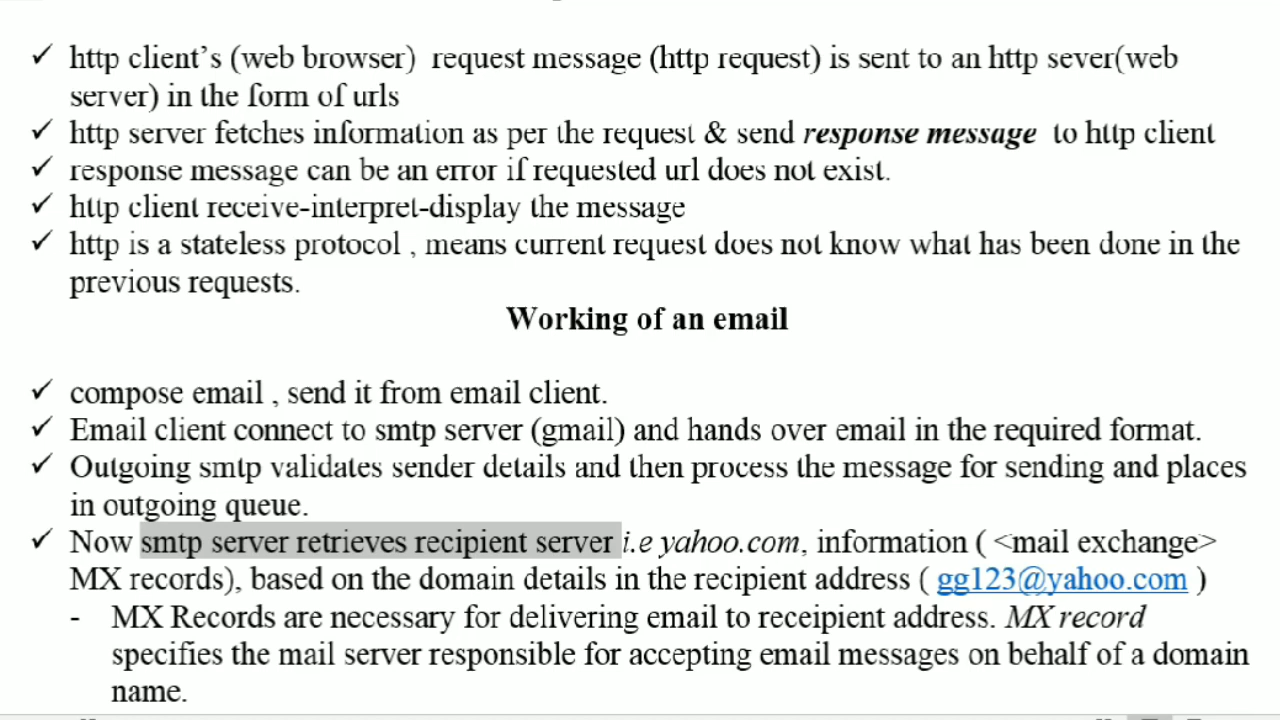 ✓ http client's (web browser) request message (http request) is sent to an http sever(web
server) in the form of urls
✓ http server fetches information as per the request & send response message to http client
✓ response message can be an error if requested url does not exist.
✓ http client receive-interpret-display the message
✓ http is a stateless protocol , means current request does not know what has been done in the
previous requests.
Working of an email
✓ compose email , send it from email client.
✓ Email client connect to smtp server (gmail) and hands over email in the required format.
✓ Outgoing smtp validates sender details and then process the message for sending and places
in outgoing queue.
✓ Now smtp server retrieves recipient server i.e yahoo.com, information ( <mail exchange>
MX records), based on the domain details in the recipient address ( gg123@yahoo.com )
- MX Records are necessary for delivering email to receipient address. MX record
specifies the mail server responsible for accepting email messages on behalf of a domain
name.